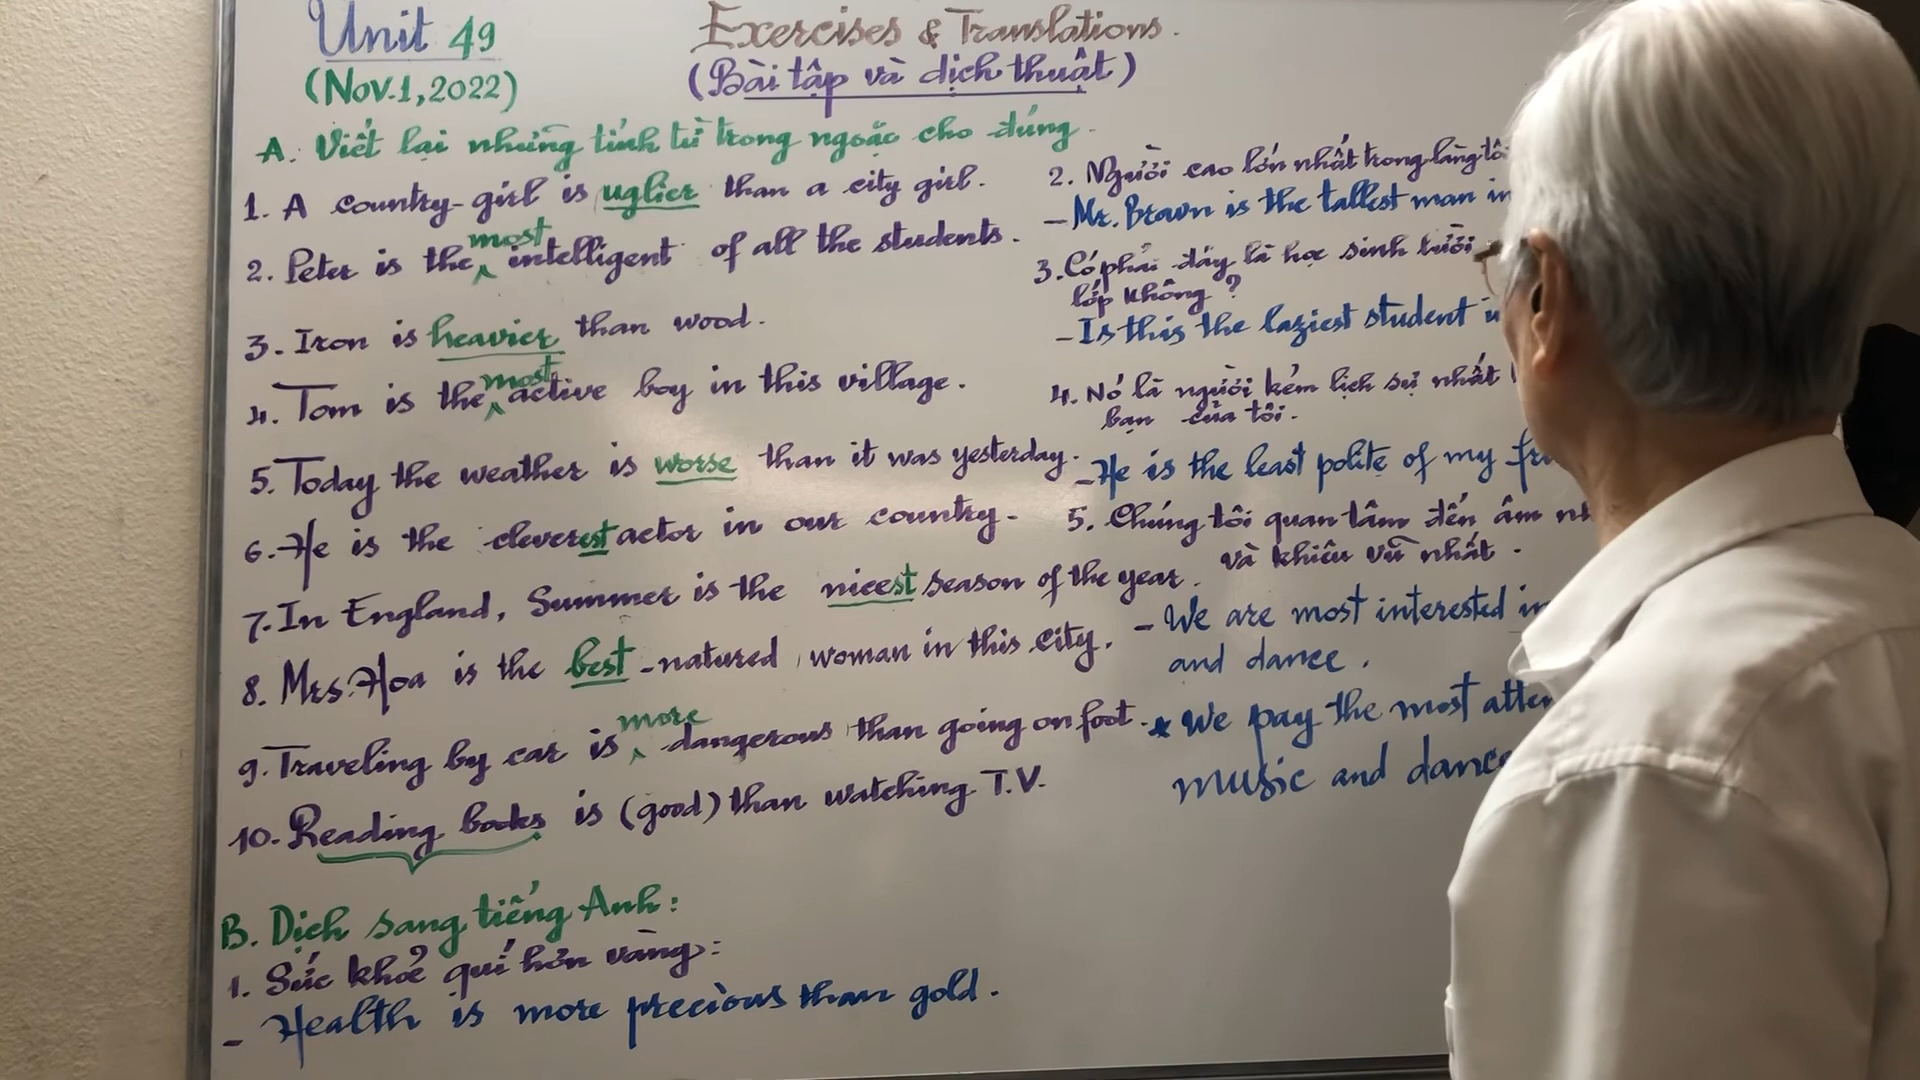 Unit 49
(Nov.1,2022)
Exercises & Translations.
(Bài tập và dịch thuật)
A. Viết lại những tính từ trong ngoặc cho đúng.
1. A country-girl is uglier than a city girl.
2. Peter is the most intelligent of all the students.
3. Iron is heavier than wood.
4. Tom is the most active boy in this village.
5. Today the weather is worse than it was yesterday.
6. He is the cleverest actor in our country.
7. In England, Summer is the nicest season of the year.
8. Mrs. Hoa is the best-natured woman in this city.
9. Traveling by car is more dangerous than going on foot.
10. Reading books is (good) than watching T.V.
B. Dịch sang tiếng Anh:
1. Sức khoẻ quí hơn vàng:
- Health is more precious than gold.
2. Người cao lớn nhất trong làng
- Mr. Brown is the tallest man in
3. Có phải đây là học sinh lười
lớp không?
- Is this the laziest student
4. Nó là người kém lịch sự nhất
bạn của tôi.
- He is the least polite of my
5. Chúng tôi quan tâm đến âm
và khiêu vũ nhất.
- We are most interested in
and dance.
* We pay the most
music and dance